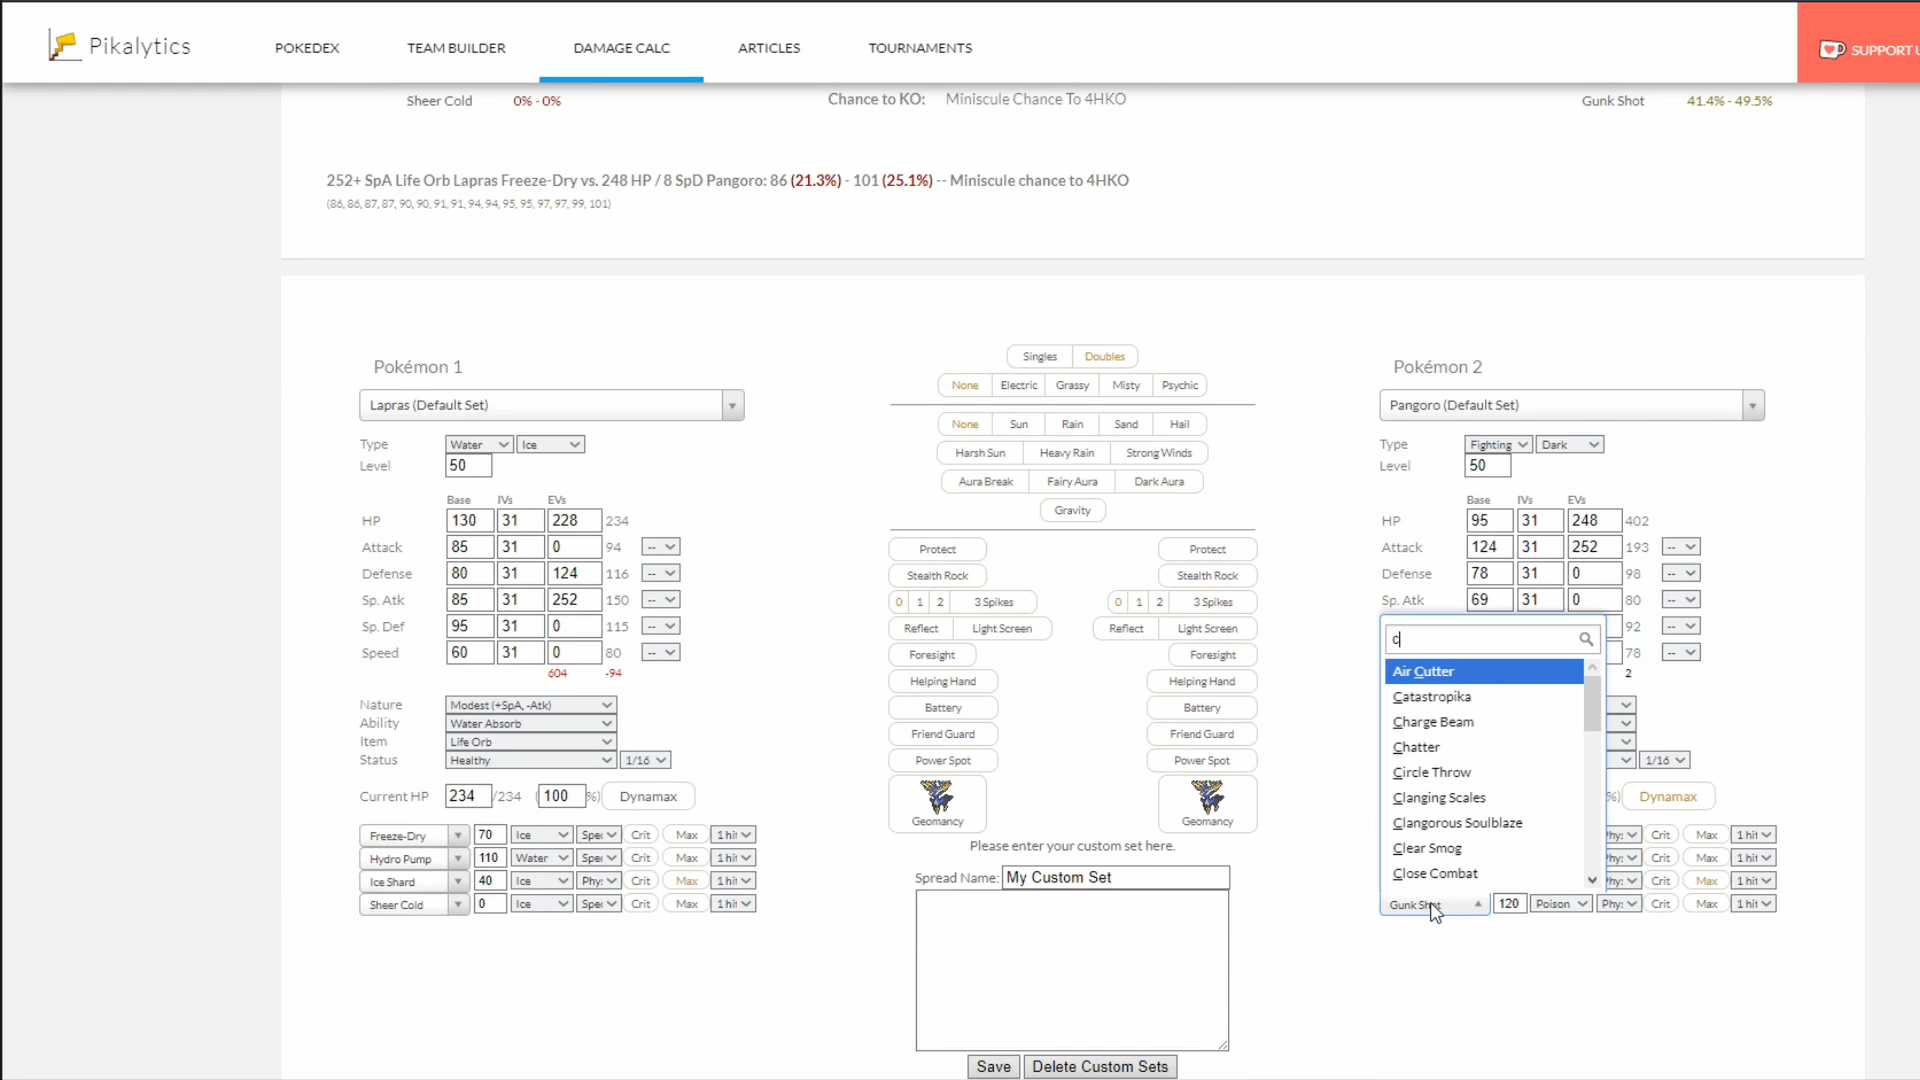 Pikalytics POKEDEX TEAM BUILDER DAMAGE CALC ARTICLES TOURNAMENTS SUPPORT U
Sheer Cold 0% - 0% Chance to KO: Miniscule Chance To 4HKO Gunk Shot 41.4% - 49.5%
252+ SpA Life Orb Lapras Freeze-Dry vs. 248 HP / 8 SpD Pangoro: 86 (21.3%) - 101 (25.1%) -- Miniscule chance to 4HKO
(86, 86, 87, 87, 90, 90, 91, 91, 94, 94, 95, 95, 97, 97, 99, 101)
Pokémon 1
Lapras (Default Set)
Type Water Ice
Level 50
Base IVs EVs
HP 130 31 228 234
Attack 85 31 0 94 --
Defense 80 31 124 116 --
Sp. Atk 85 31 252 150 --
Sp. Def 95 31 0 115 --
Speed 60 31 0 80 --
604 -94
Nature Modest (+SpA, -Atk)
Ability Water Absorb
Item Life Orb
Status Healthy 1/16
Current HP 234 /234 (100 %) Dynamax
Freeze-Dry 70 Ice Spe Crit Max 1 hit
Hydro Pump 110 Water Spe Crit Max 1 hit
Ice Shard 40 Ice Phy: Crit Max 1 hit
Sheer Cold 0 Ice Spe Crit Max 1 hit
Singles Doubles
None Electric Grassy Misty Psychic
None Sun Rain Sand Hail
Harsh Sun Heavy Rain Strong Winds
Aura Break Fairy Aura Dark Aura
Gravity
Protect Protect
Stealth Rock Stealth Rock
0 1 2 3 Spikes 0 1 2 3 Spikes
Reflect Light Screen Reflect Light Screen
Foresight Foresight
Helping Hand Helping Hand
Battery Battery
Friend Guard Friend Guard
Power Spot Power Spot
Geomancy Geomancy
Please enter your custom set here.
Spread Name: My Custom Set
Save Delete Custom Sets
Pokémon 2
Pangoro (Default Set)
Type Fighting Dark
Level 50
Base IVs EVs
HP 95 31 248 402
Attack 124 31 252 193 --
Defense 78 31 0 98 --
Sp. Atk 69 31 0 80 --
92 --
78 --
2
c
Air Cutter
Catastropika
Charge Beam
Chatter
Circle Throw
Clanging Scales
Clangorous Soulblaze
Clear Smog
Close Combat
1/16
%) Dynamax
Phy: Crit Max 1 hit
Phy: Crit Max 1 hit
Phy: Crit Max 1 hit
Gunk Shot 120 Poison Phy: Crit Max 1 hit